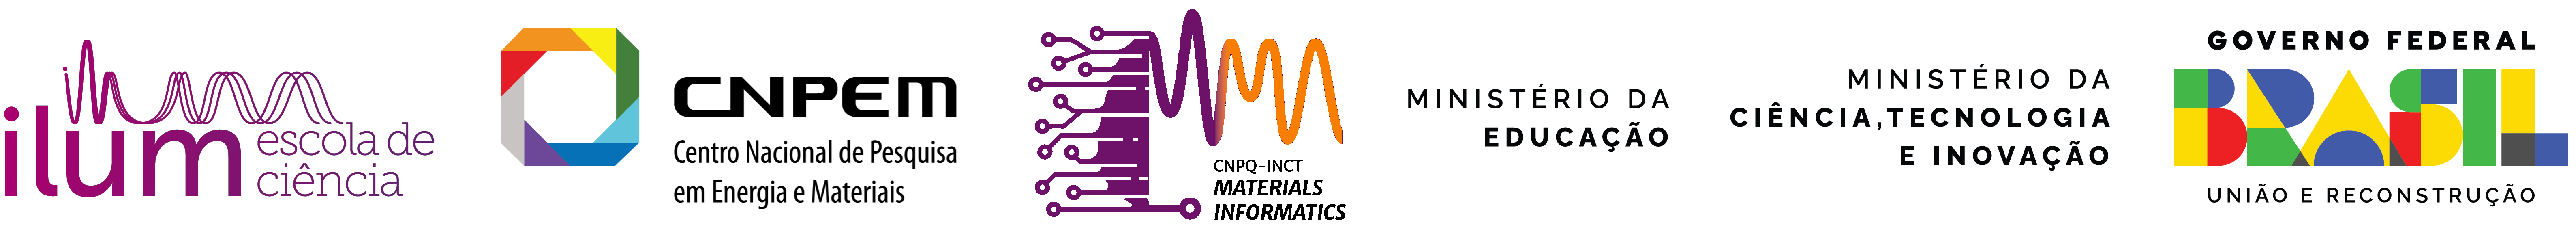 ilum escola de
ciência
CNPEM
Centro Nacional de Pesquisa
em Energia e Materiais
CNPQ-INCT
MATERIALS
INFORMATICS
MINISTÉRIO DA
EDUCAÇÃO
MINISTÉRIO DA
CIÊNCIA, TECNOLOGIA
E INOVAÇÃO
GOVERNO FEDERAL
BRASIL
UNIÃO E RECONSTRUÇÃO